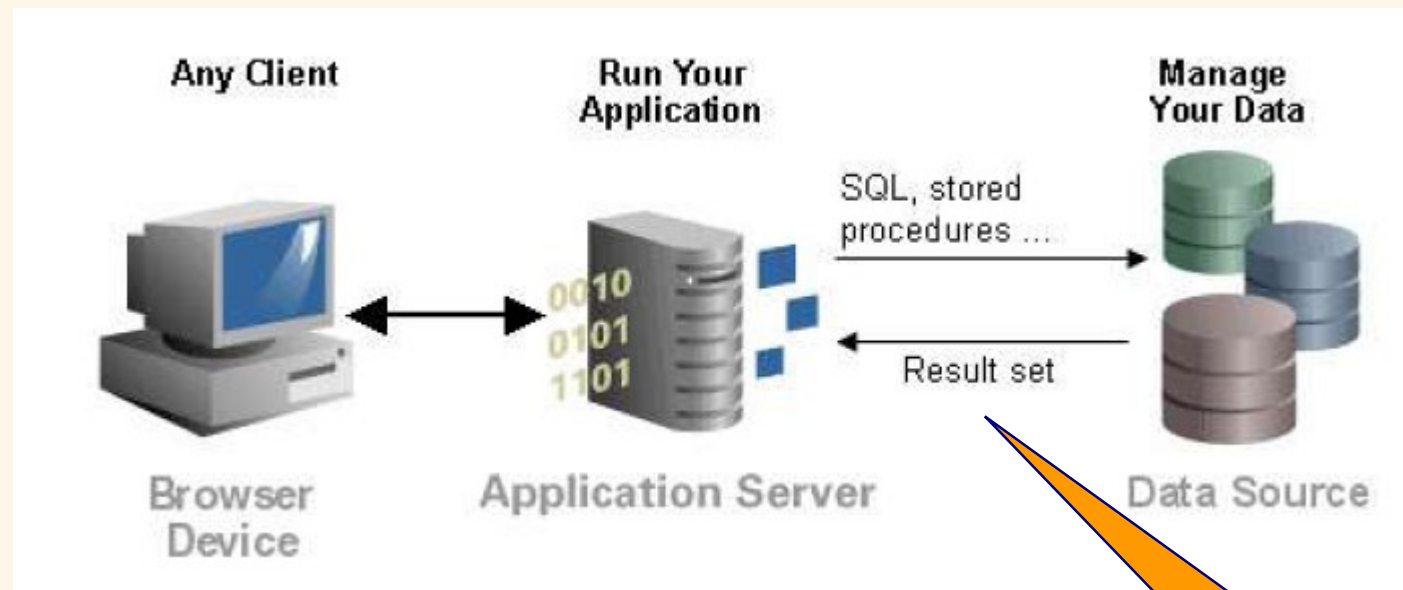 Any Client
Run Your
Application
Manage
Your Data
SQL, stored
procedures ...
0010
0101
1101
Result set
Browser
Device
Application Server
Data Source